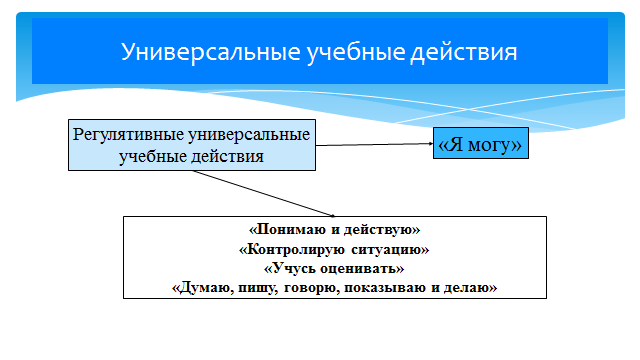 Универсальные учебные действия
Регулятивные универсальные
учебные действия
«Я могу»
«Понимаю и действую»
«Контролирую ситуацию»
«Учусь оценивать»
«Думаю, пишу, говорю, показываю и делаю»